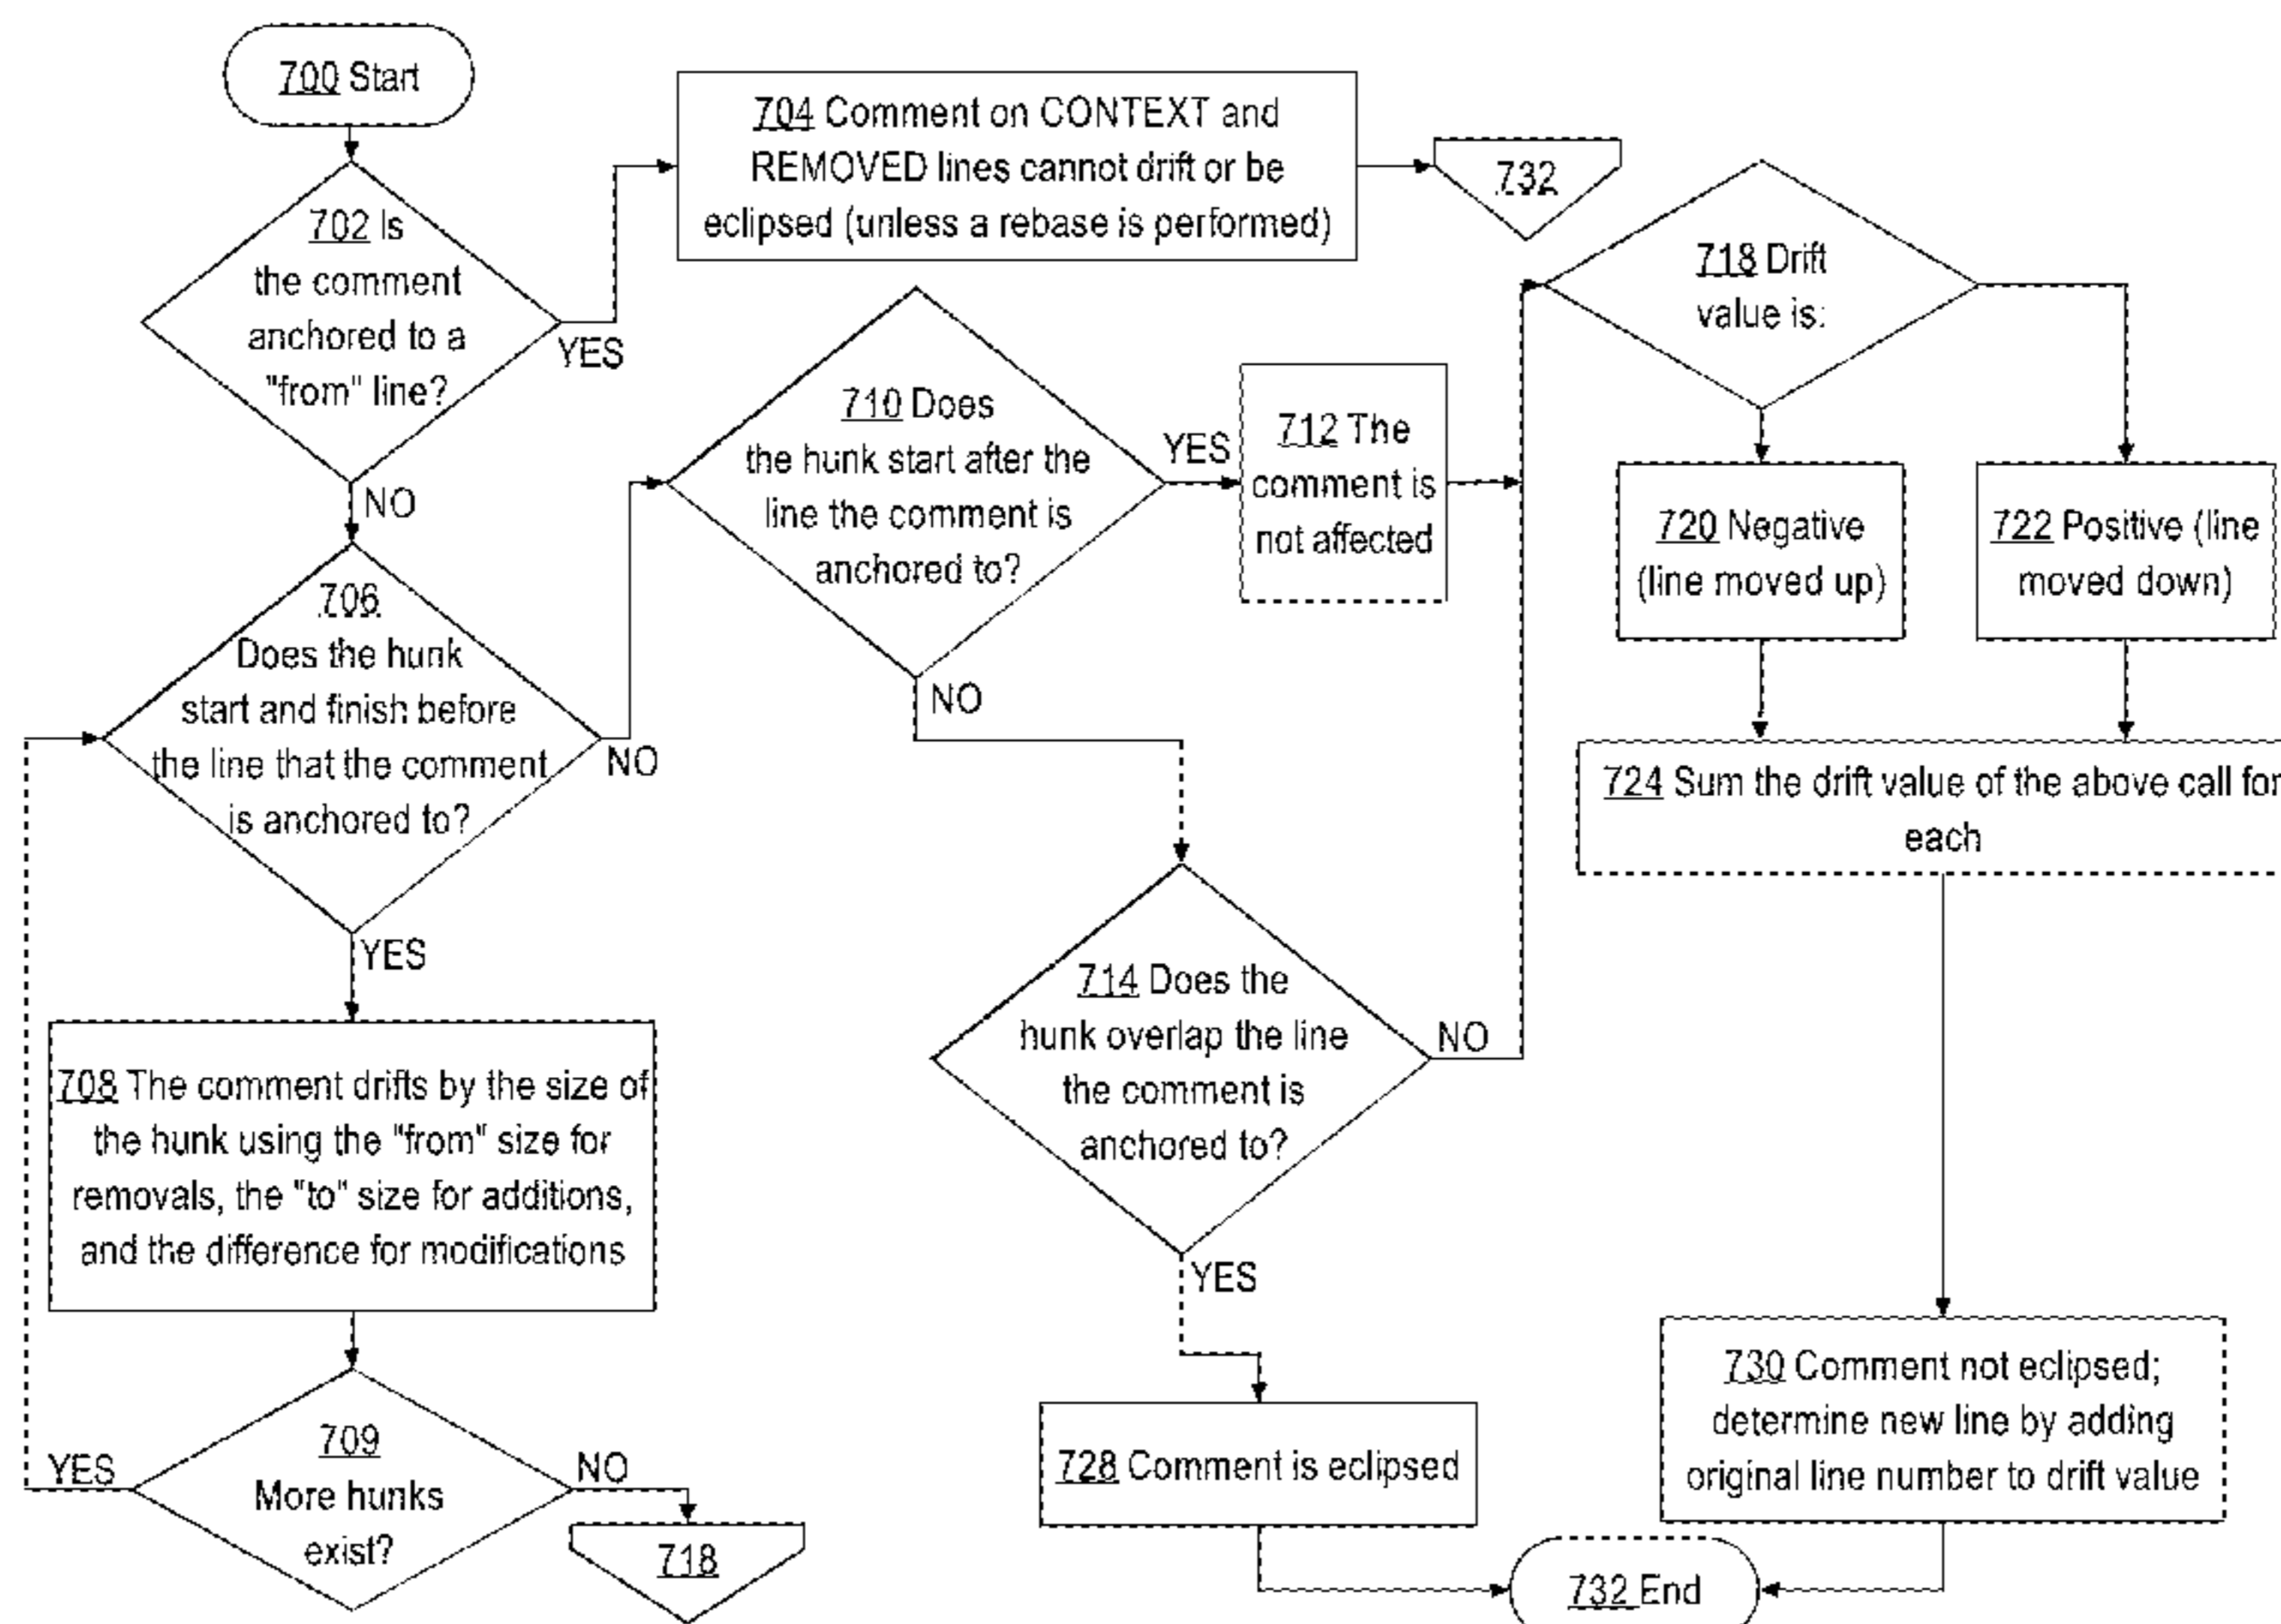 700 Start
702 Is
the comment
anchored to a
"from" line?
YES
NO
704 Comment on CONTEXT and
REMOVED lines cannot drift or be
eclipsed (unless a rebase is performed)
732
706
Does the hunk
start and finish before
the line that the comment
is anchored to?
NO
YES
708 The comment drifts by the size of
the hunk using the "from" size for
removals, the "to" size for additions,
and the difference for modifications
709
More hunks
exist?
YES
NO
718
710 Does
the hunk start after the
line the comment is
anchored to?
YES
NO
712 The
comment is
not affected
714 Does the
hunk overlap the line
the comment is
anchored to?
NO
YES
728 Comment is eclipsed
718 Drift
value is:
720 Negative
(line moved up)
722 Positive (line
moved down)
724 Sum the drift value of the above call for
each
730 Comment not eclipsed;
determine new line by adding
original line number to drift value
732 End